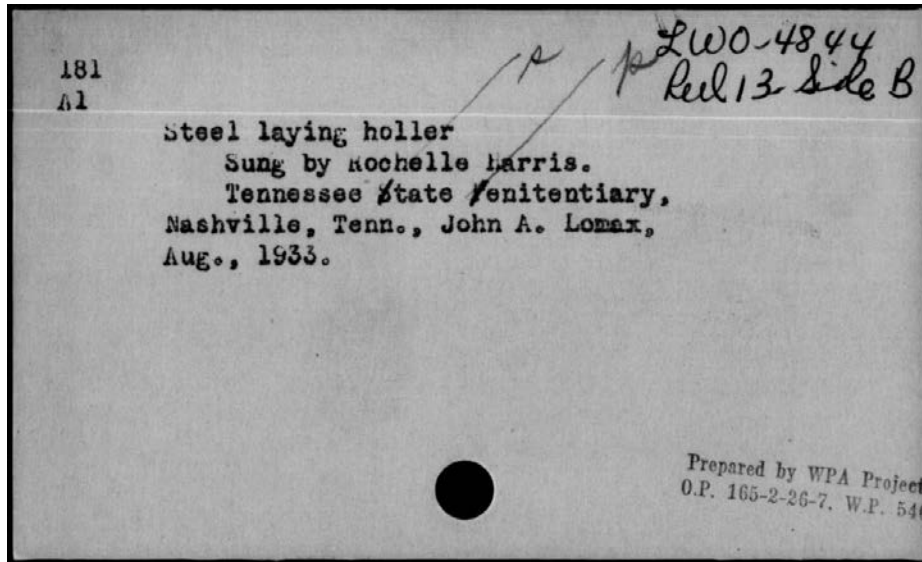 LWO-4844
Reel 13 Side B
181
A1
Steel laying holler
Sung by Rochelle Harris.
Tennessee State Penitentiary,
Nashville, Tenn., John A. Lomax,
Aug., 1933.
Prepared by WPA Project
O.P. 165-2-26-7. W.P. 540